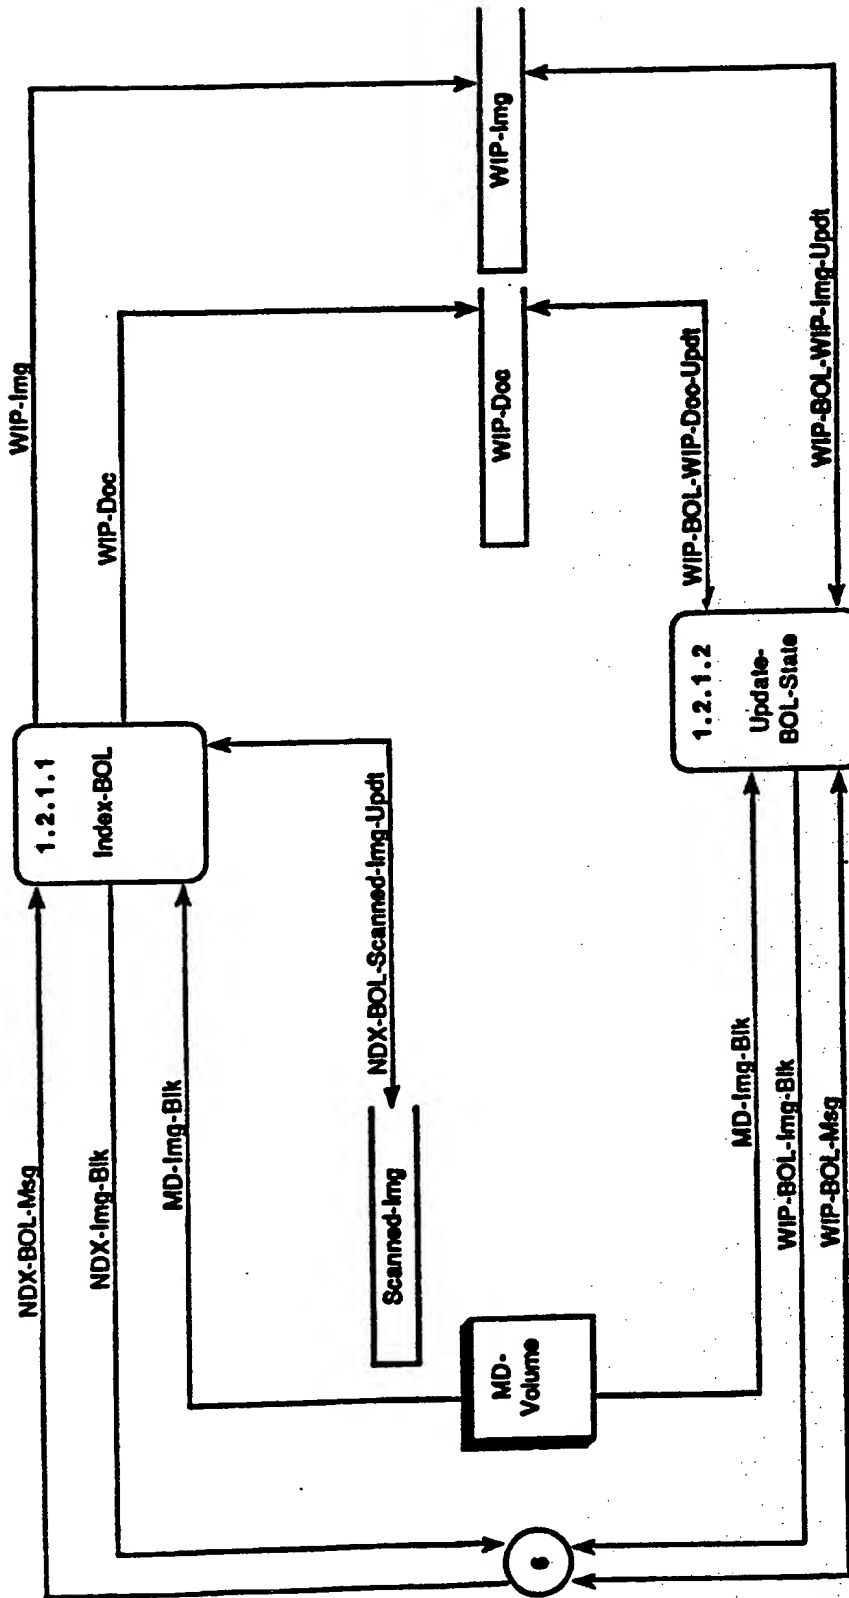 NDX-BOL-Msg
NDX-Img-Blk
MD-Img-Blk
1.2.1.1
Index-BOL
WIP-Img
WIP-Doc
NDX-BOL-Scanned-Img-Updt
Scanned-Img
WIP-Doc
WIP-Img
MD-
Volume
6
WIP-BOL-WIP-Doc-Updt
WIP-BOL-WIP-Img-Updt
1.2.1.2
Update-
BOL-State
MD-Img-Blk
WIP-BOL-Img-Blk
WIP-BOL-Msg